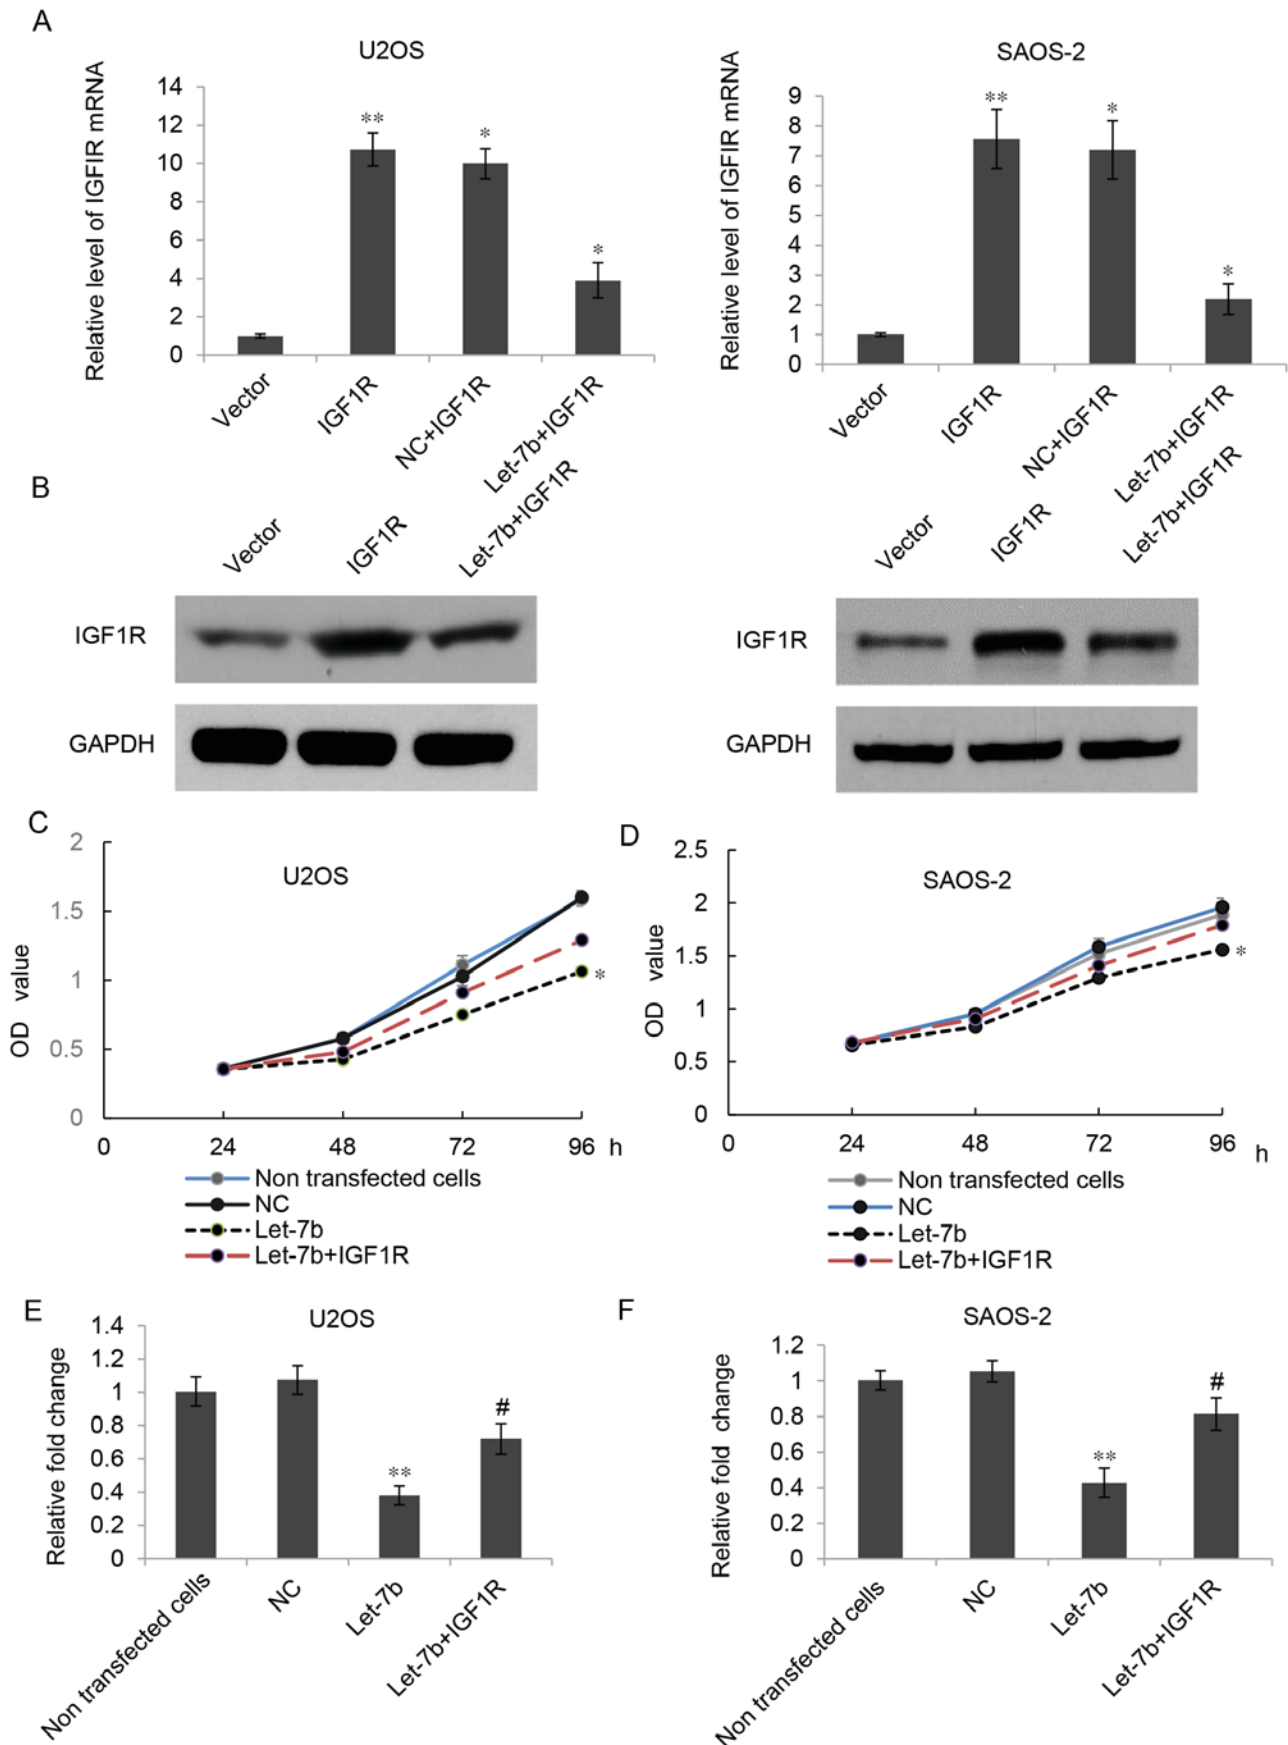 A
U2OS
Relative level of IGFIR mRNA
14
12
10
8
6
4
2
0
**
*
*
Vector
IGF1R
NC+IGF1R
Let-7b+IGF1R
SAOS-2
Relative level of IGFIR mRNA
9
8
7
6
5
4
3
2
1
0
**
*
*
Vector
IGF1R
NC+IGF1R
Let-7b+IGF1R
B
Vector
IGF1R
Let-7b+IGF1R
IGF1R
GAPDH
Vector
IGF1R
Let-7b+IGF1R
IGF1R
GAPDH
C
U2OS
OD value
2
1.5
1
0.5
0
*
0 24 48 72 96 h
Non transfected cells
NC
Let-7b
Let-7b+IGF1R
D
SAOS-2
OD value
2.5
2
1.5
1
0.5
0
*
0 24 48 72 96 h
Non transfected cells
NC
Let-7b
Let-7b+IGF1R
E
U2OS
Relative fold change
1.4
1.2
1
0.8
0.6
0.4
0.2
0
**
#
Non transfected cells
NC
Let-7b
Let-7b+IGF1R
F
SAOS-2
Relative fold change
1.2
1
0.8
0.6
0.4
0.2
0
**
#
Non transfected cells
NC
Let-7b
Let-7b+IGF1R